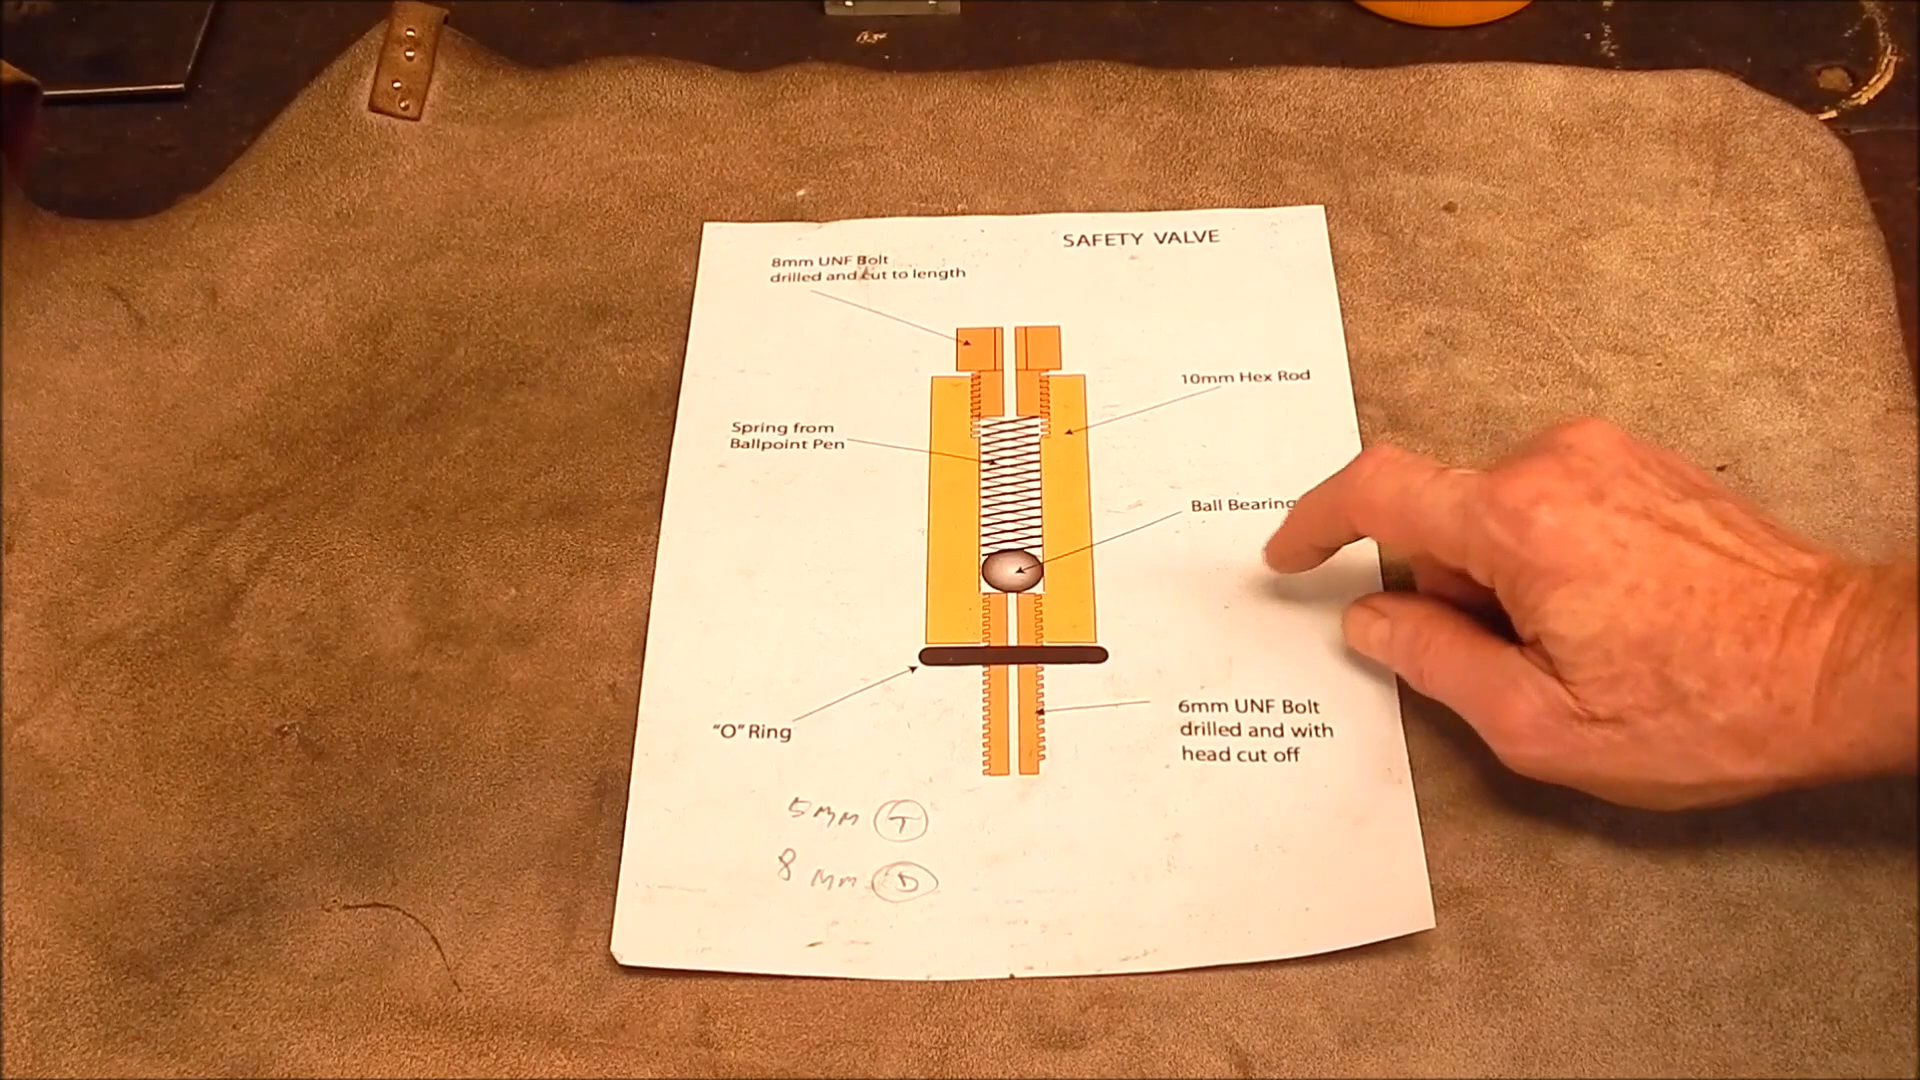 SAFETY VALVE
8mm UNF Bolt
drilled and cut to length
10mm Hex Rod
Spring from
Ballpoint Pen
Ball Bearing
"O" Ring
6mm UNF Bolt
drilled and with
head cut off
5mm T
8 mm D